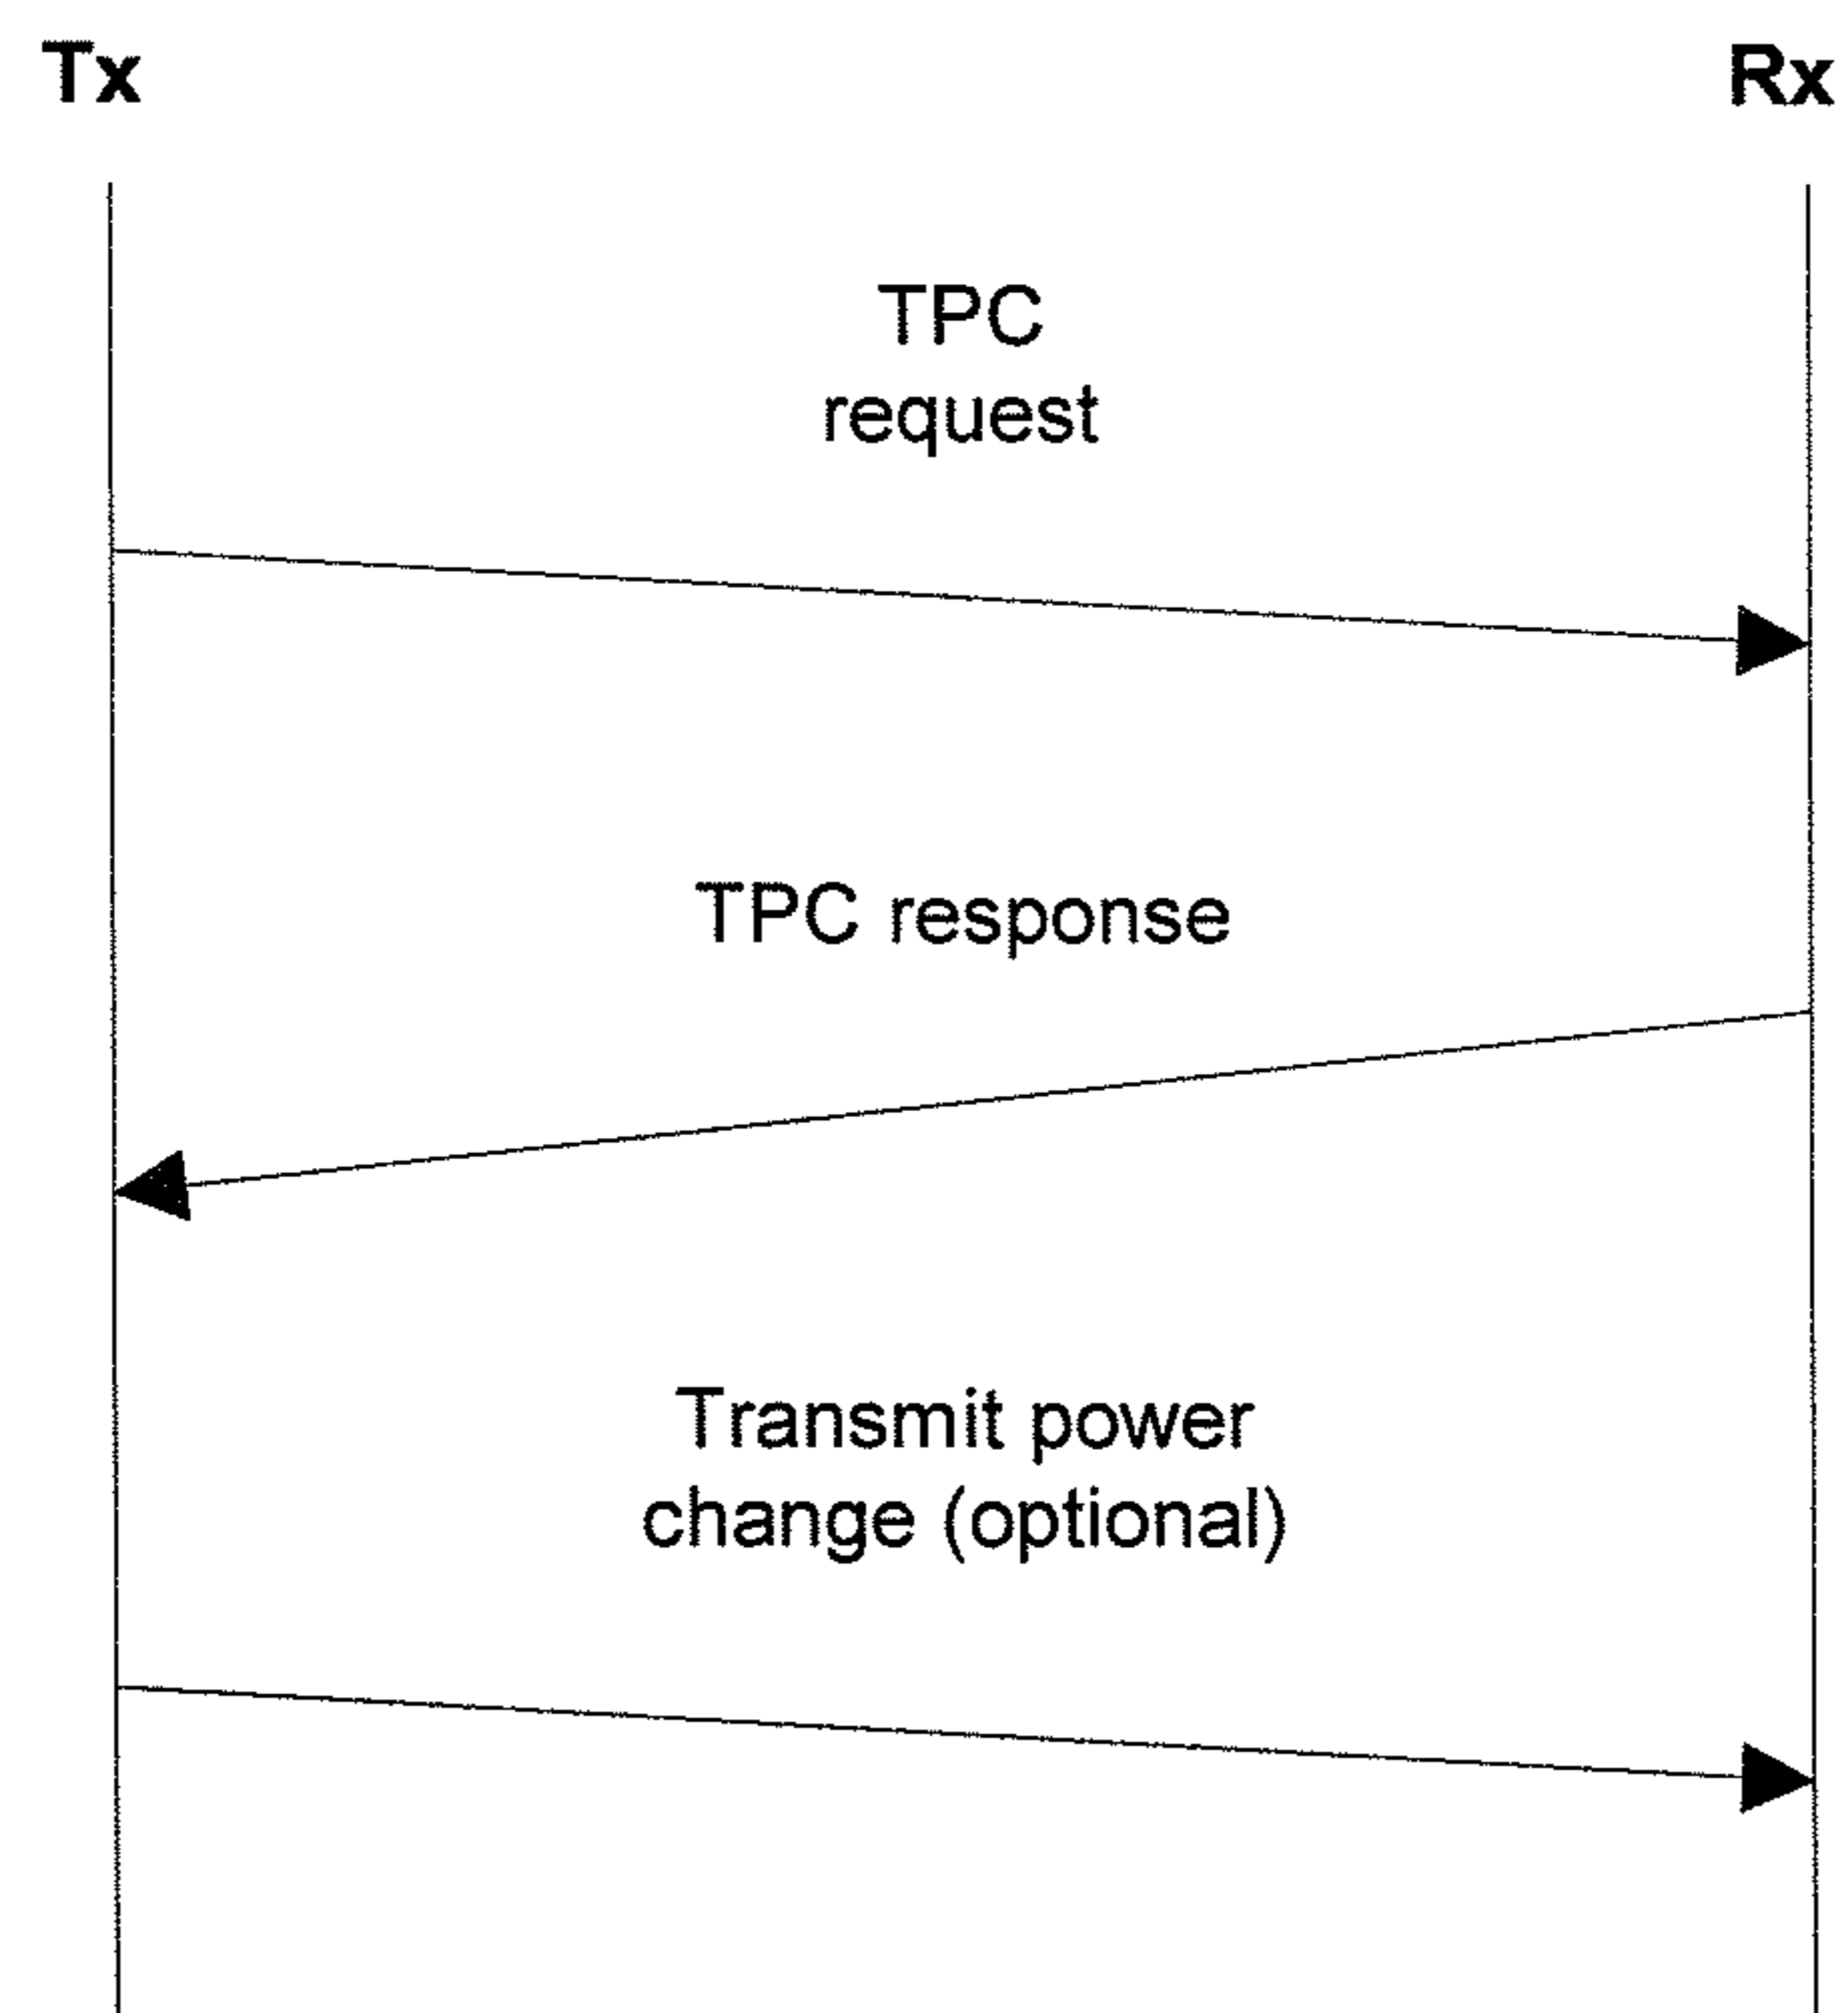 Tx
Rx
TPC
request
TPC response
Transmit power
change (optional)